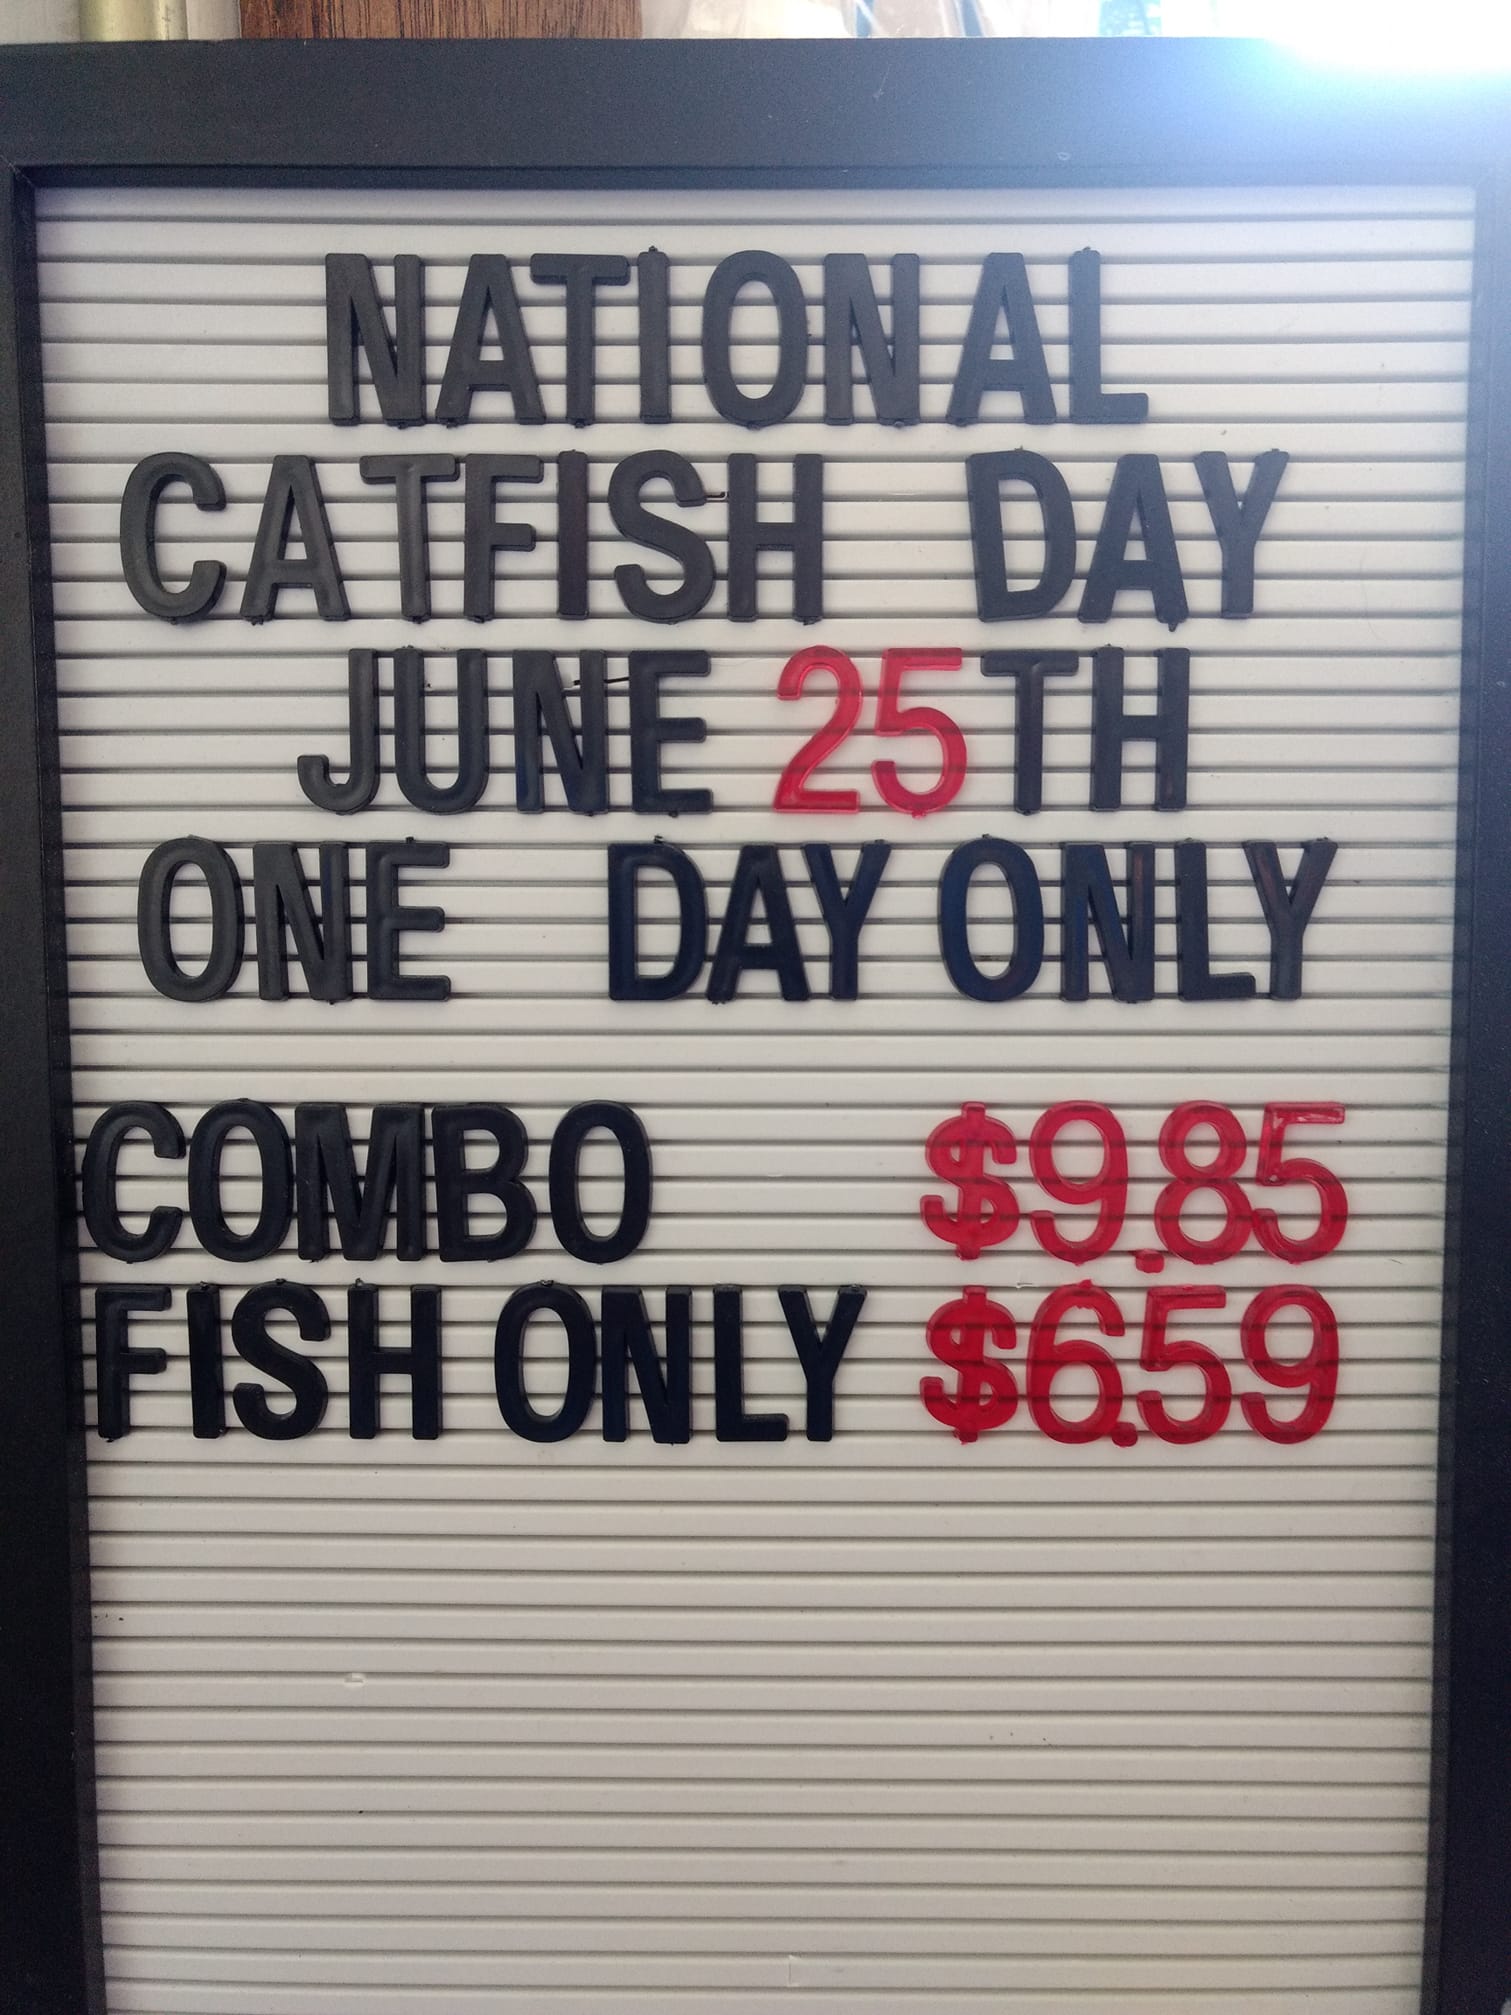 NATIONAL
CATFISH DAY
JUNE 25TH
ONE DAY ONLY
COMBO $9.85
FISH ONLY $6.59